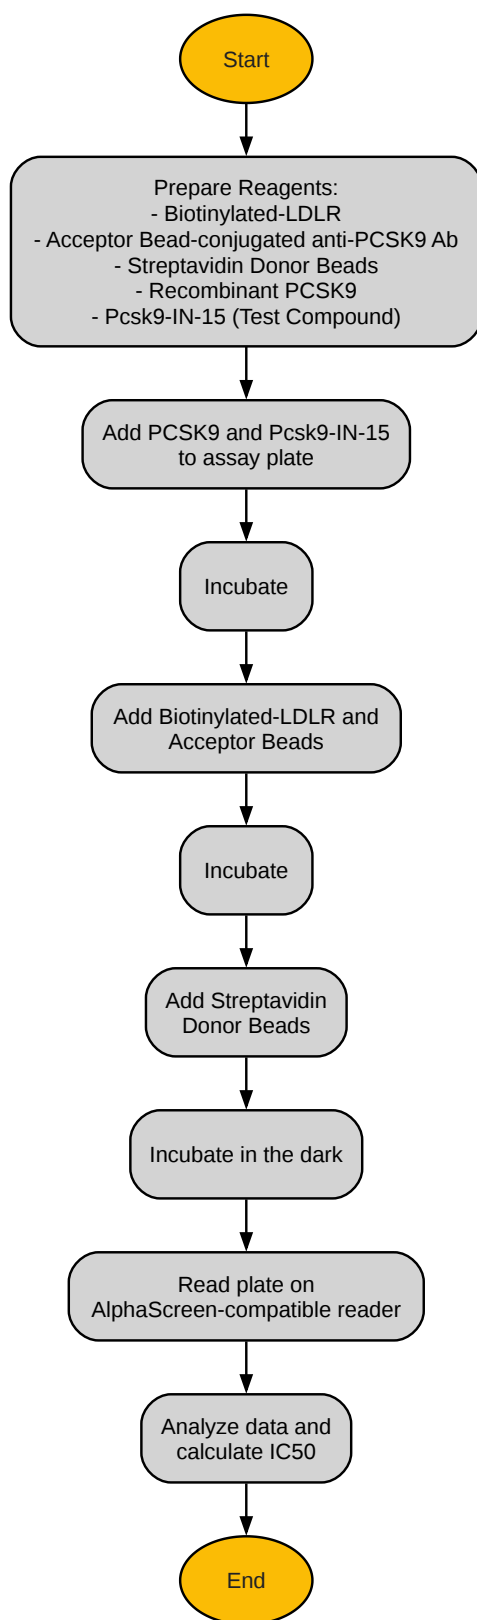 Start
Prepare Reagents:
- Biotinylated-LDLR
- Acceptor Bead-conjugated anti-PCSK9 Ab
- Streptavidin Donor Beads
- Recombinant PCSK9
- Pcsk9-IN-15 (Test Compound)
Add PCSK9 and Pcsk9-IN-15
to assay plate
Incubate
Add Biotinylated-LDLR and
Acceptor Beads
Incubate
Add Streptavidin
Donor Beads
Incubate in the dark
Read plate on
AlphaScreen-compatible reader
Analyze data and
calculate IC50
End